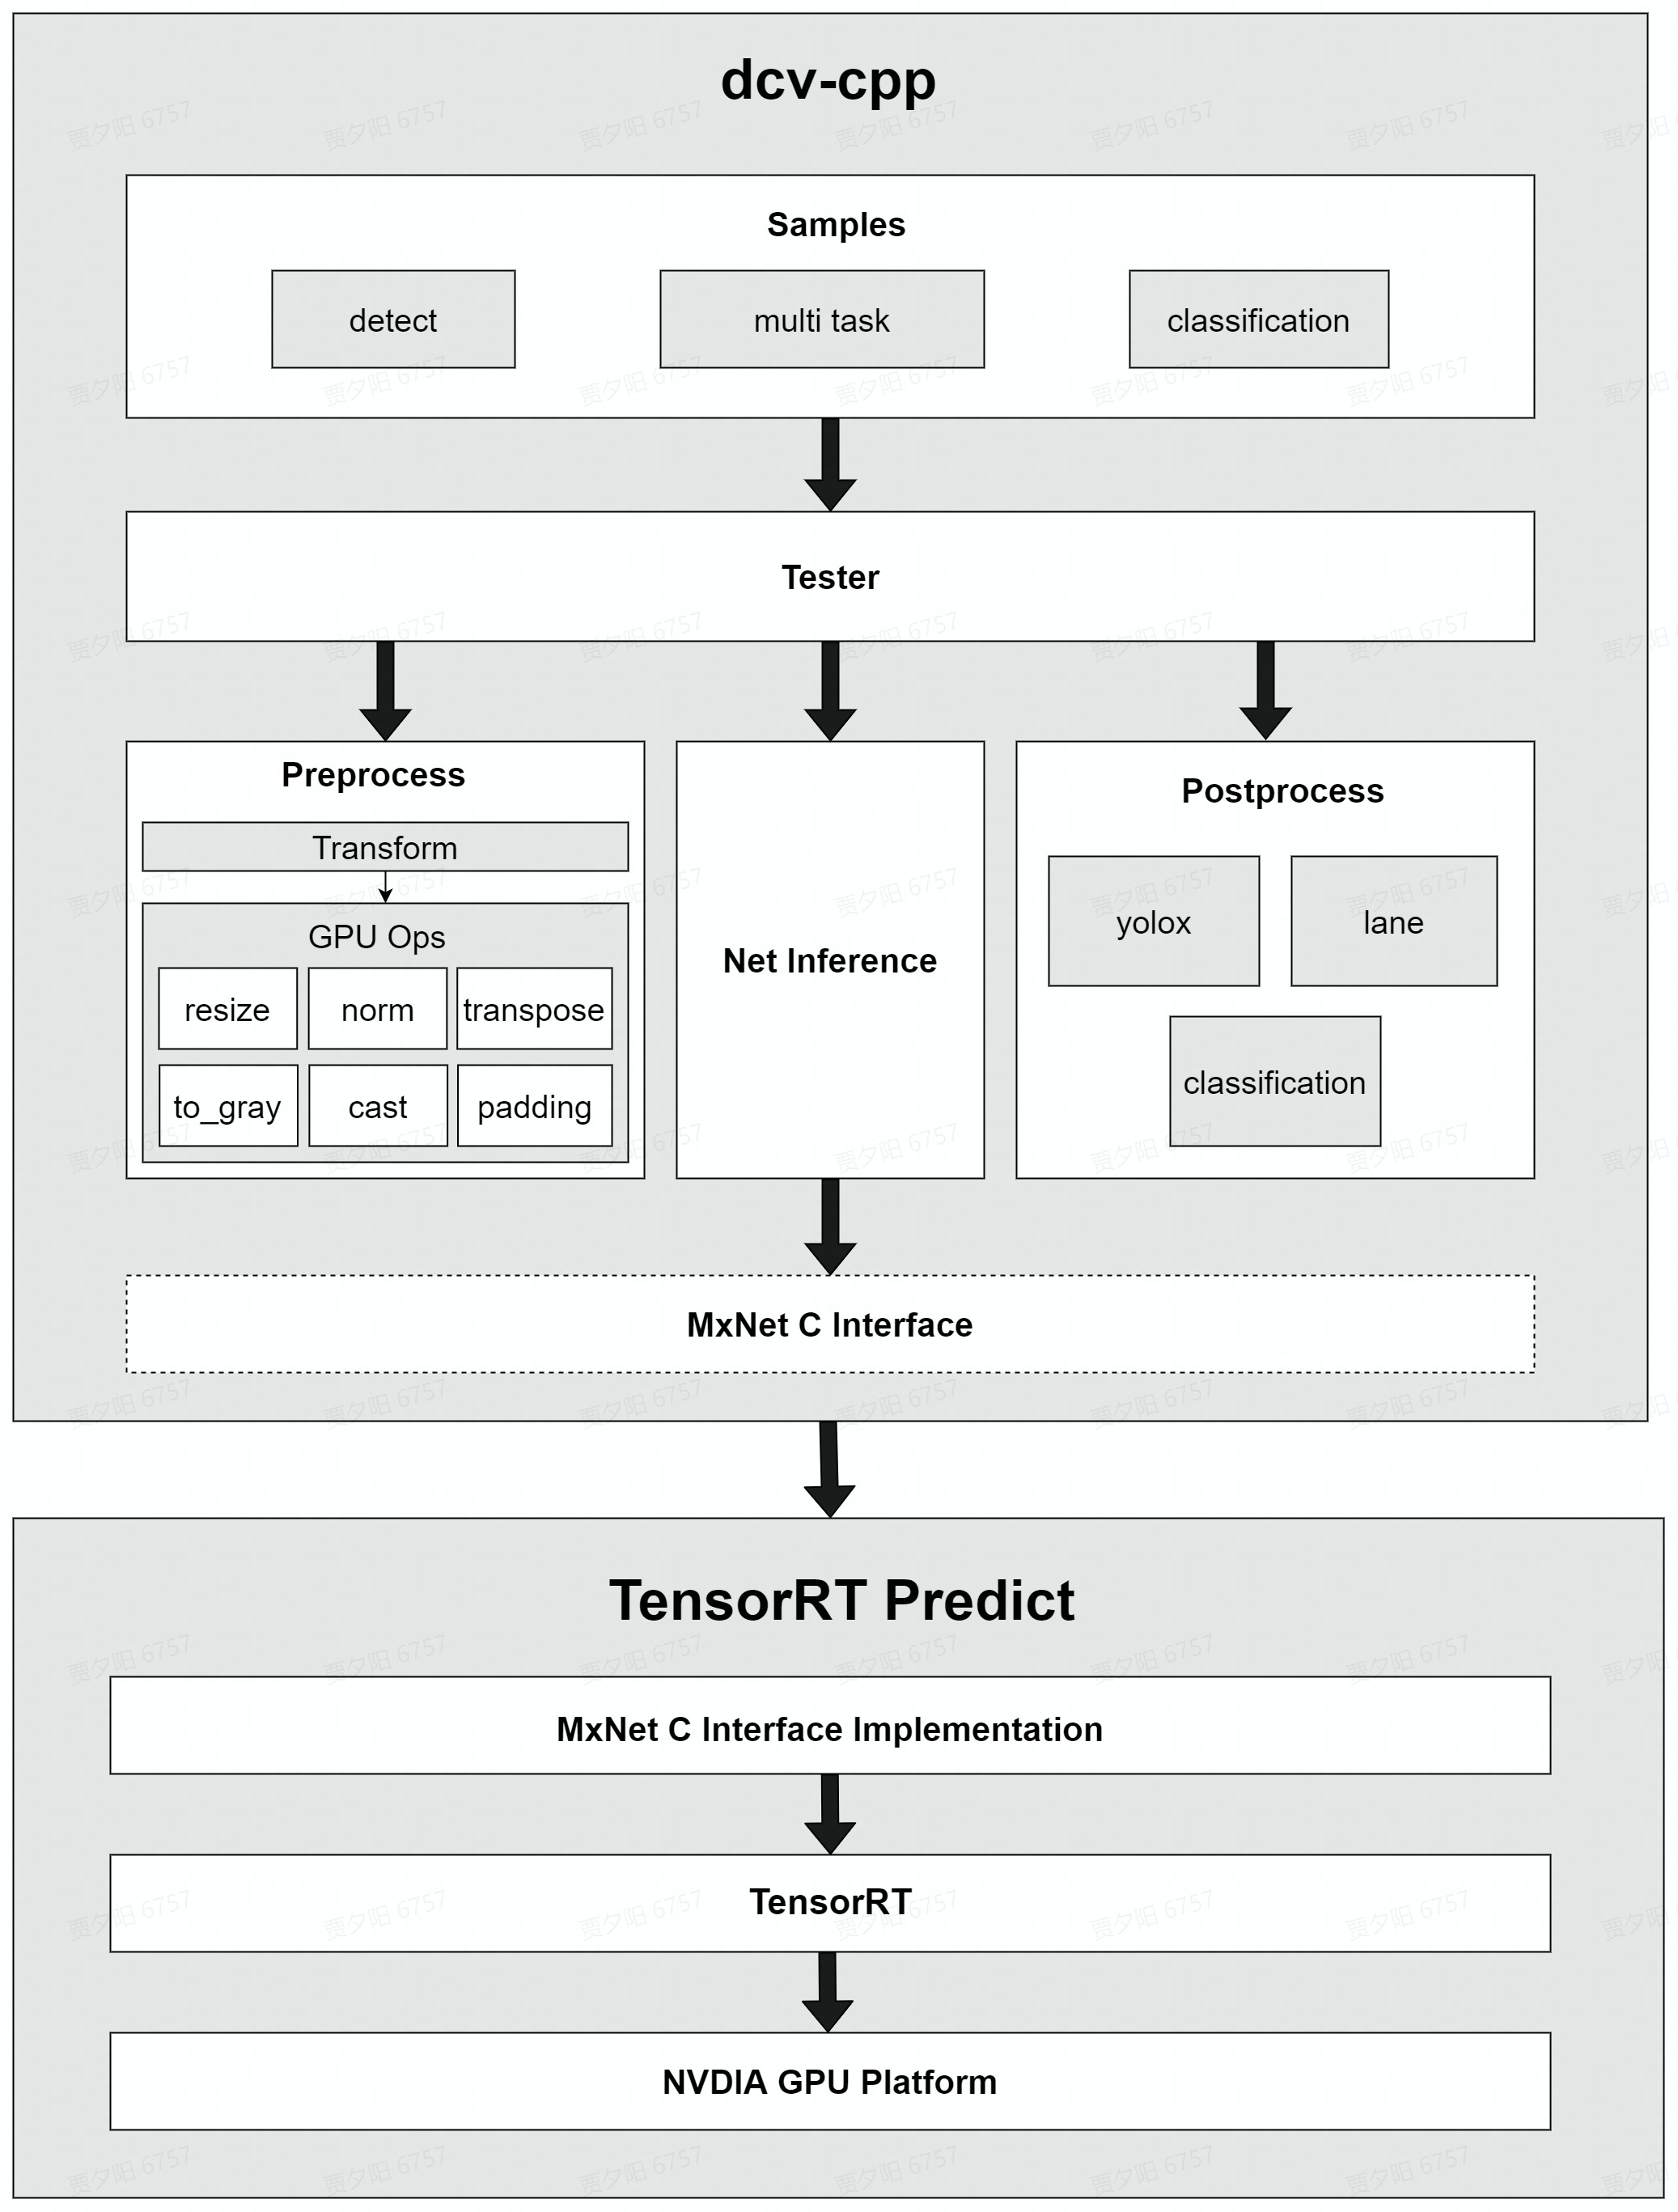 dcv-cpp
Samples
detect
multi task
classification
Tester
Preprocess
Transform
GPU Ops
resize
norm
transpose
to_gray
cast
padding
Net Inference
Postprocess
yolox
lane
classification
MxNet C Interface
TensorRT Predict
MxNet C Interface Implementation
TensorRT
NVDIA GPU Platform
贾夕阳 6757